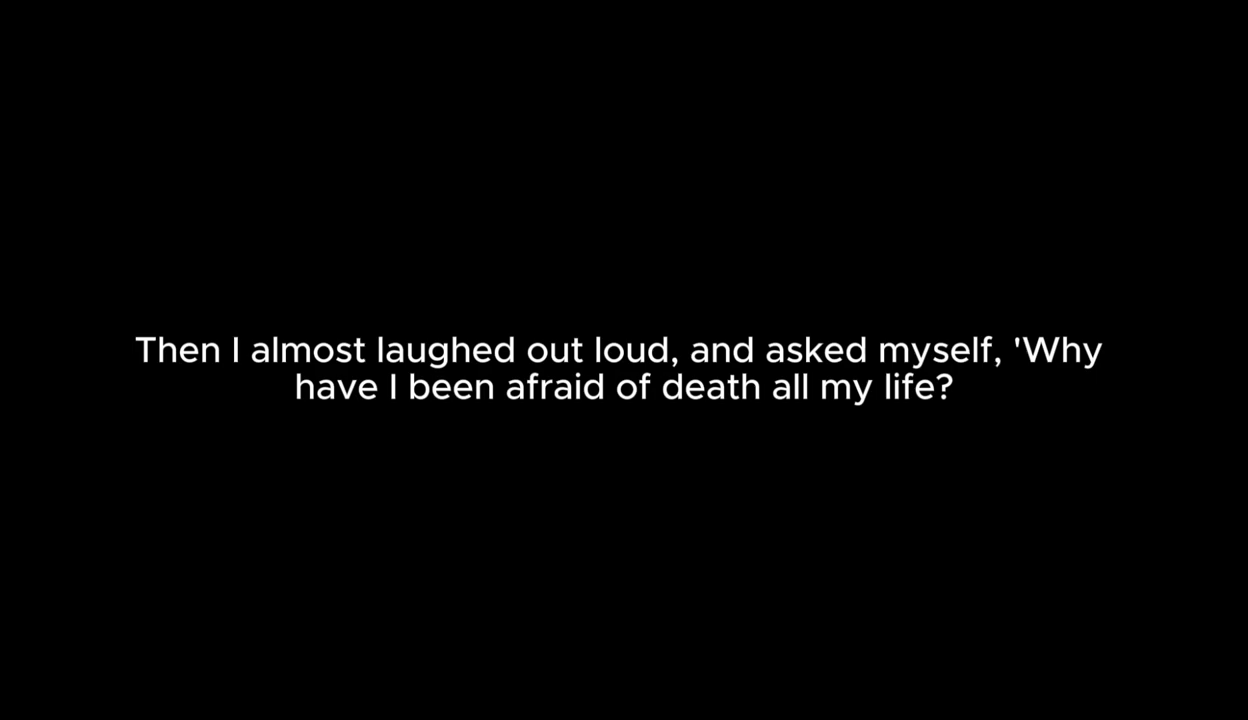 Then I almost laughed out loud, and asked myself, 'Why
have I been afraid of death all my life?